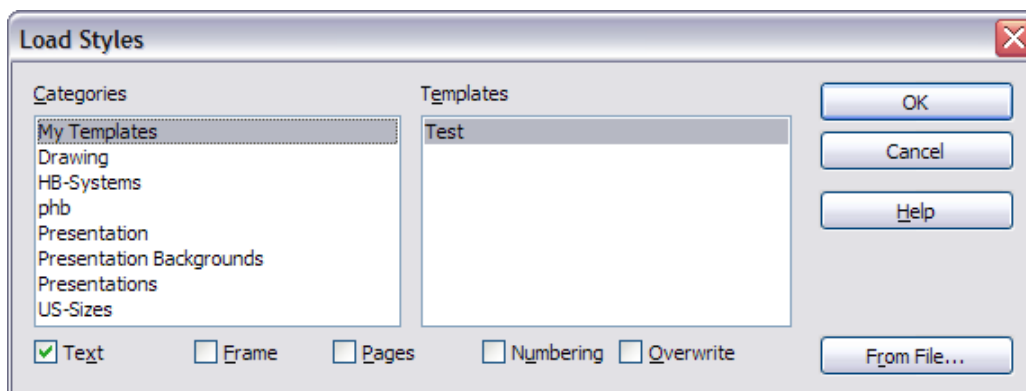 Load Styles
Categories
Templates
My Templates
Drawing
HB-Systems
phb
Presentation
Presentation Backgrounds
Presentations
US-Sizes
Test
OK
Cancel
Help
Text
Frame
Pages
Numbering
Overwrite
From File...